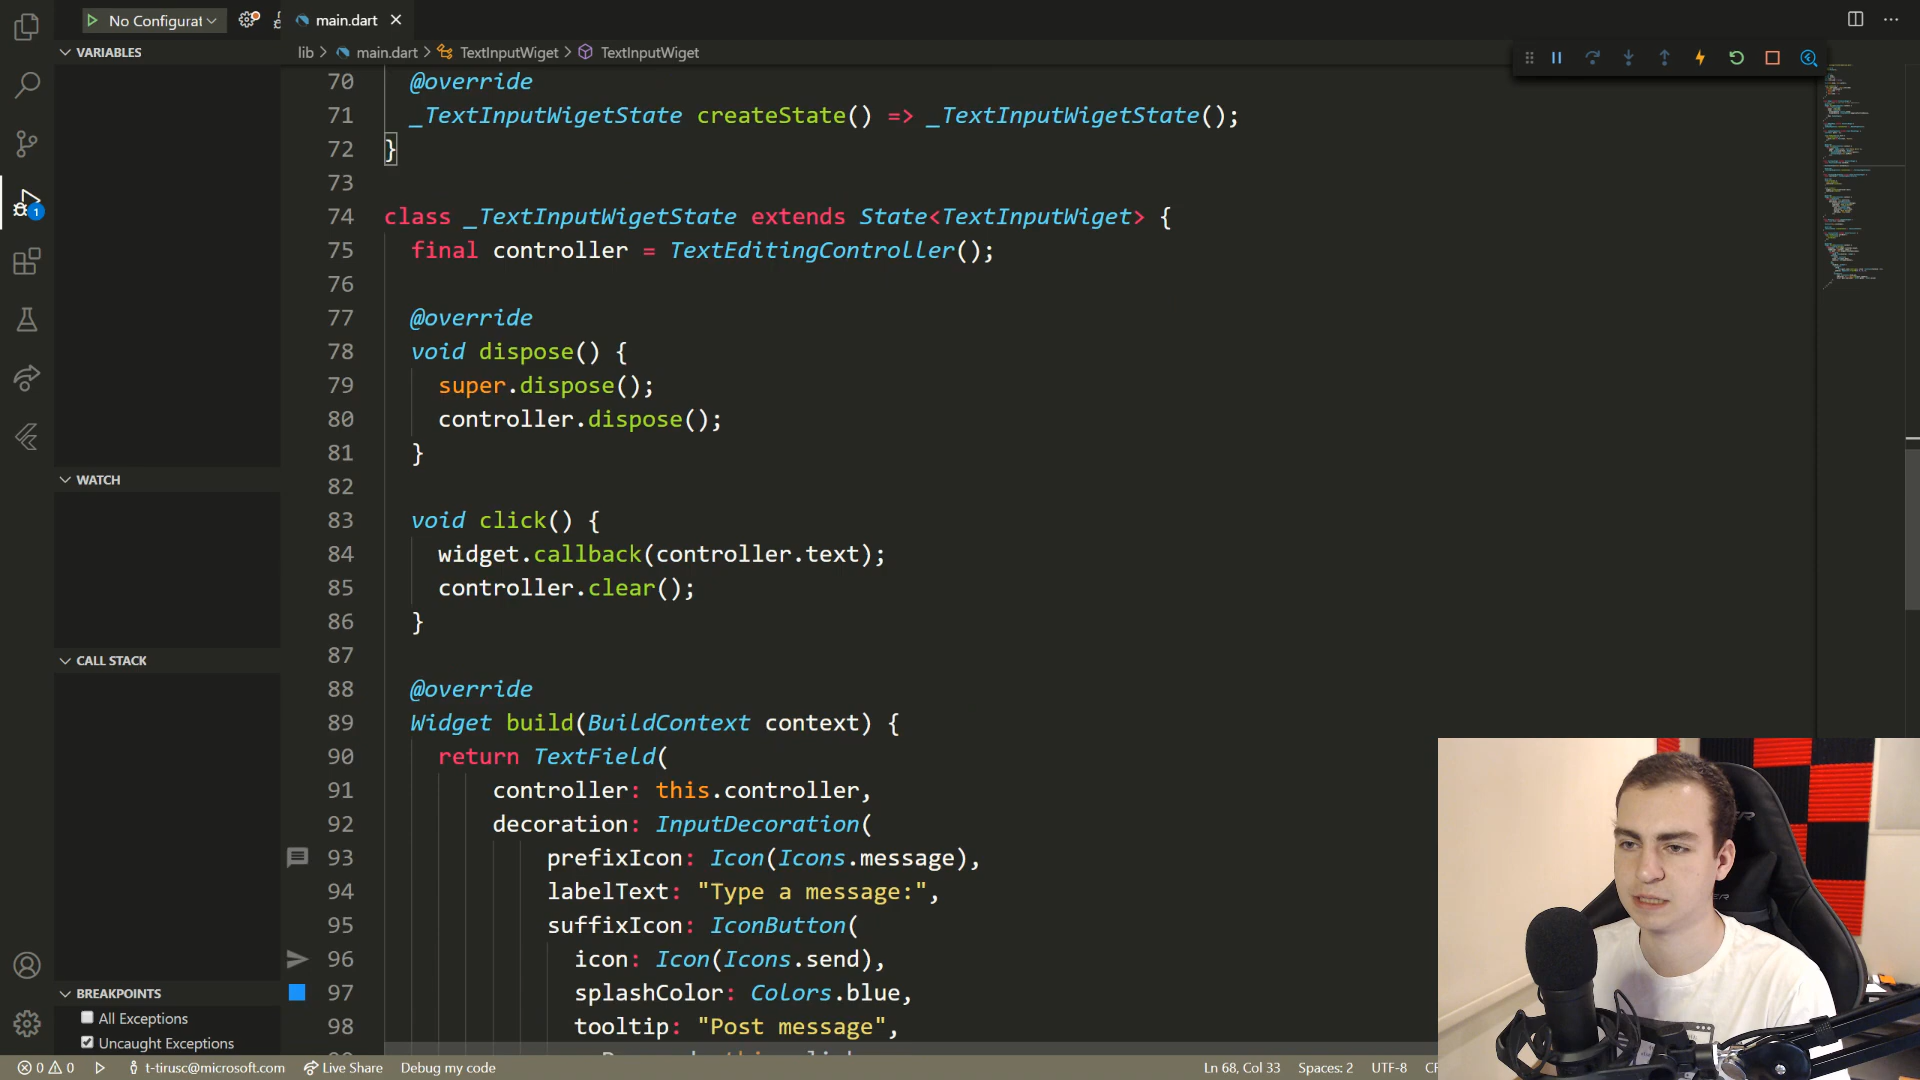 No Configurat
main.dart
VARIABLES
lib > main.dart > TextInputWiget > TextInputWiget
70 @override
71 _TextInputWigetState createState() => _TextInputWigetState();
72 }
73
74 class _TextInputWigetState extends State<TextInputWiget> {
75 final controller = TextEditingController();
76
77 @override
78 void dispose() {
79 super.dispose();
80 controller.dispose();
81 }
82
83 void click() {
84 widget.callback(controller.text);
85 controller.clear();
86 }
87
88 @override
89 Widget build(BuildContext context) {
90 return TextField(
91 controller: this.controller,
92 decoration: InputDecoration(
93 prefixIcon: Icon(Icons.message),
94 labelText: "Type a message:",
95 suffixIcon: IconButton(
96 icon: Icon(Icons.send),
97 splashColor: Colors.blue,
98 tooltip: "Post message",
1
WATCH
CALL STACK
BREAKPOINTS
All Exceptions
Uncaught Exceptions
0 0 t-tirusc@microsoft.com Live Share Debug my code Ln 68, Col 33 Spaces: 2 UTF-8